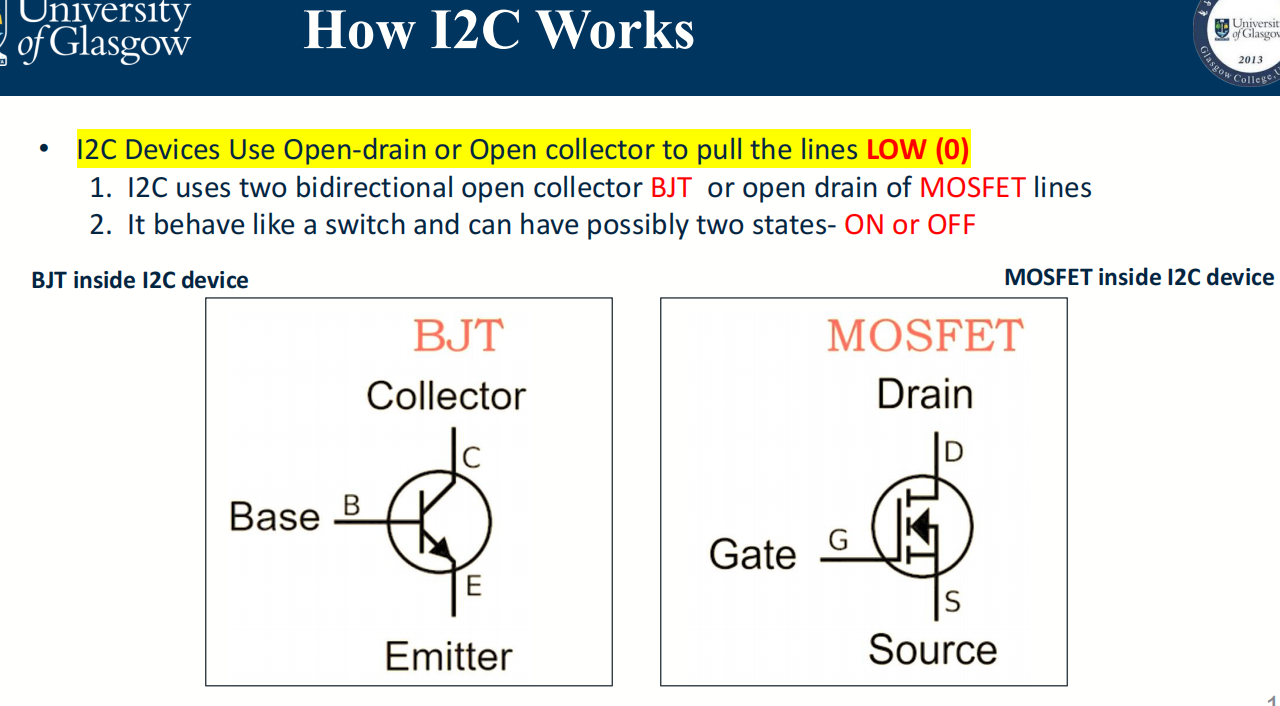 University
of Glasgow
How I2C Works
University
of Glasgow
2013
Glasgow College, U
• I2C Devices Use Open-drain or Open collector to pull the lines LOW (0)
1. I2C uses two bidirectional open collector BJT or open drain of MOSFET lines
2. It behave like a switch and can have possibly two states- ON or OFF
BJT inside I2C device
MOSFET inside I2C device
BJT
Collector
C
Base B
E
Emitter
MOSFET
Drain
D
Gate G
S
Source
1